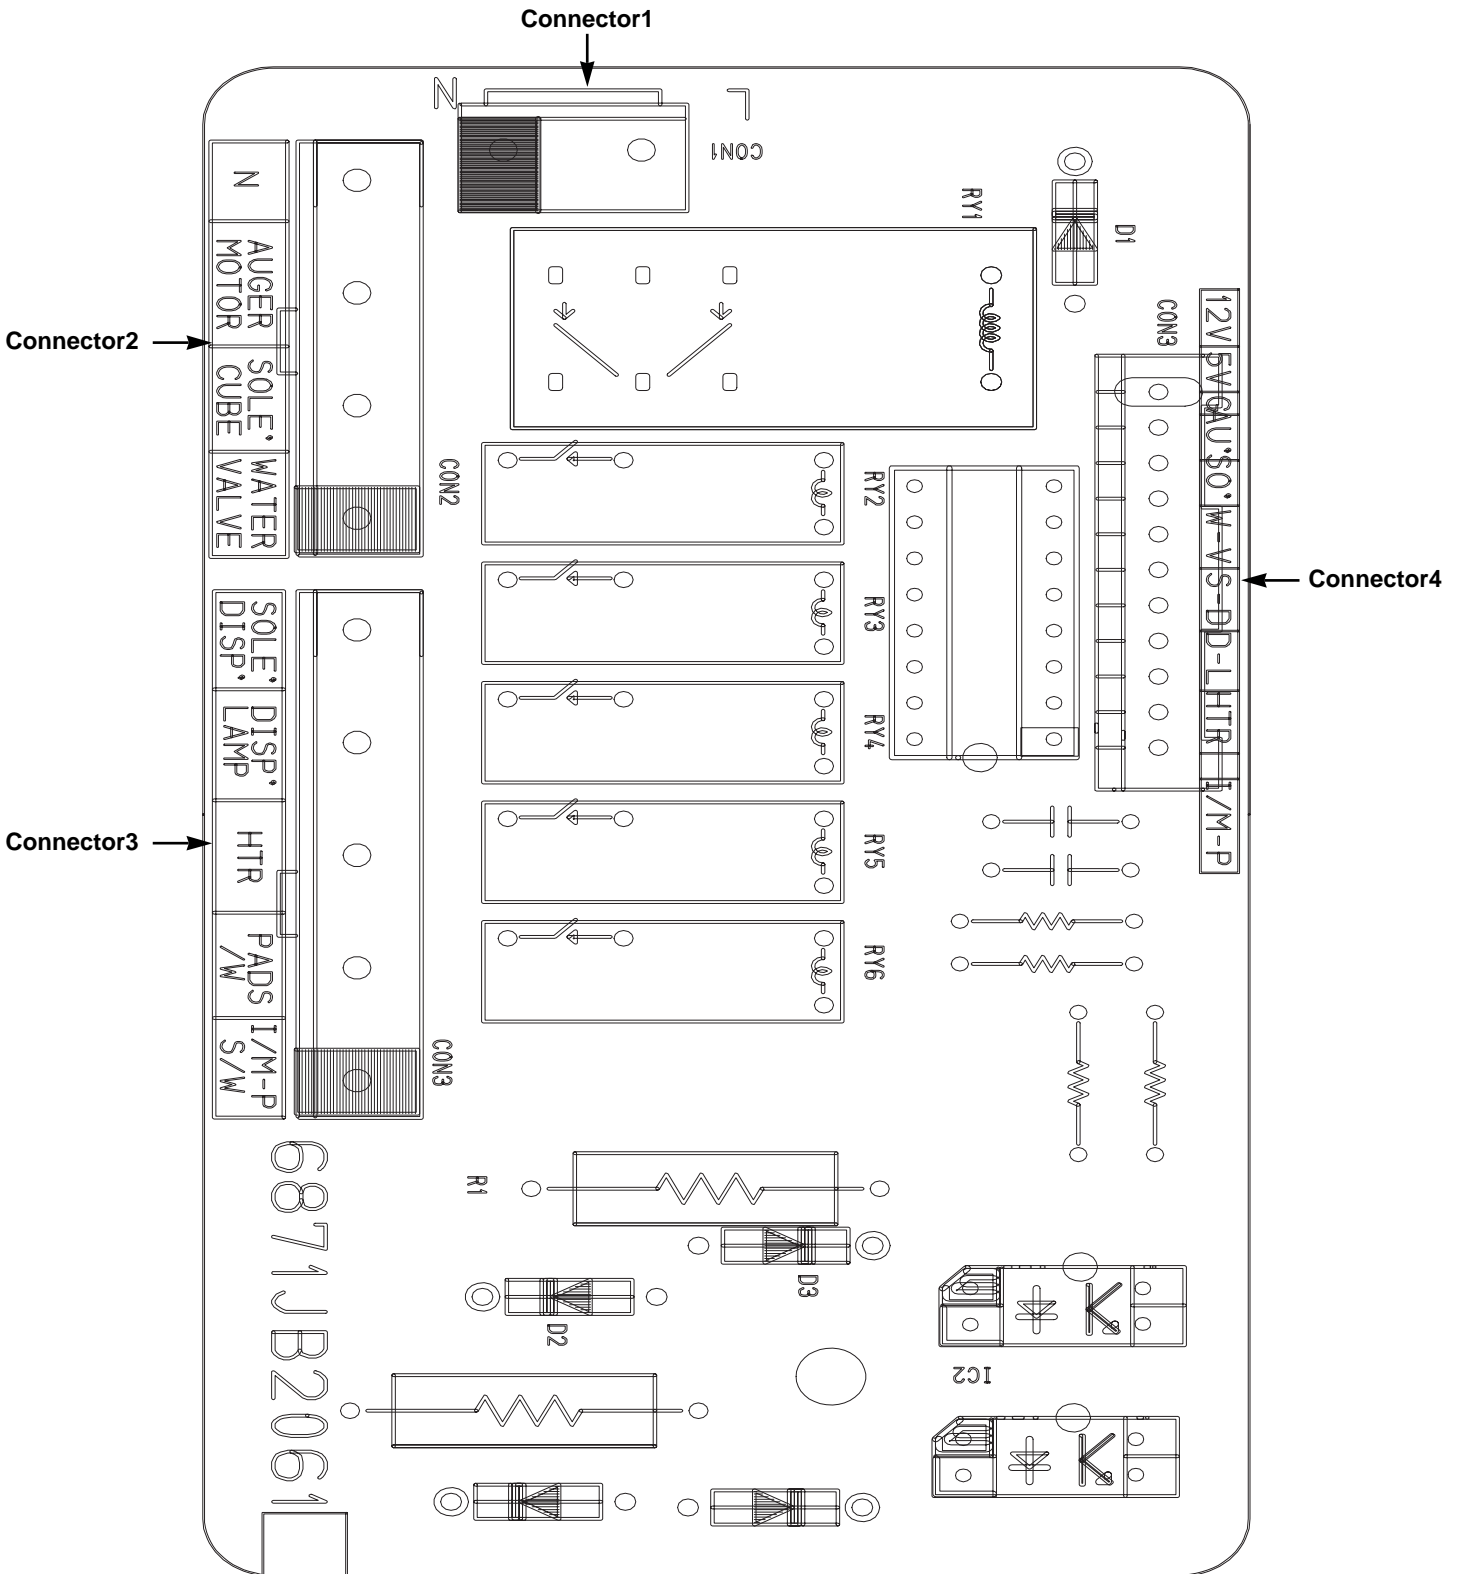 Connector1
N
L
CON1
N
AUGER
MOTOR
Connector2
SOLE'
CUBE
WATER
VALVE
CON2
RY1
D1
CON3
12V
5V
G
AU'
SO'
W-V
S-D
D-L
HTR
I/M-P
Connector4
RY2
RY3
RY4
RY5
RY6
SOLE'
DISP'
DISP'
LAMP
Connector3
HTR
PADS
/W
I/M-P
S/W
CON3
R1
D3
D2
IC2
6871JB2061